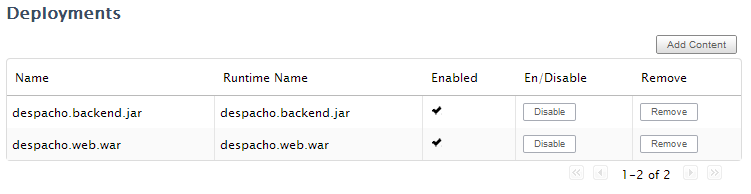 Deployments
Add Content
Name Runtime Name Enabled En/Disable Remove
despacho.backend.jar despacho.backend.jar Disable Remove
despacho.web.war despacho.web.war Disable Remove
1-2 of 2